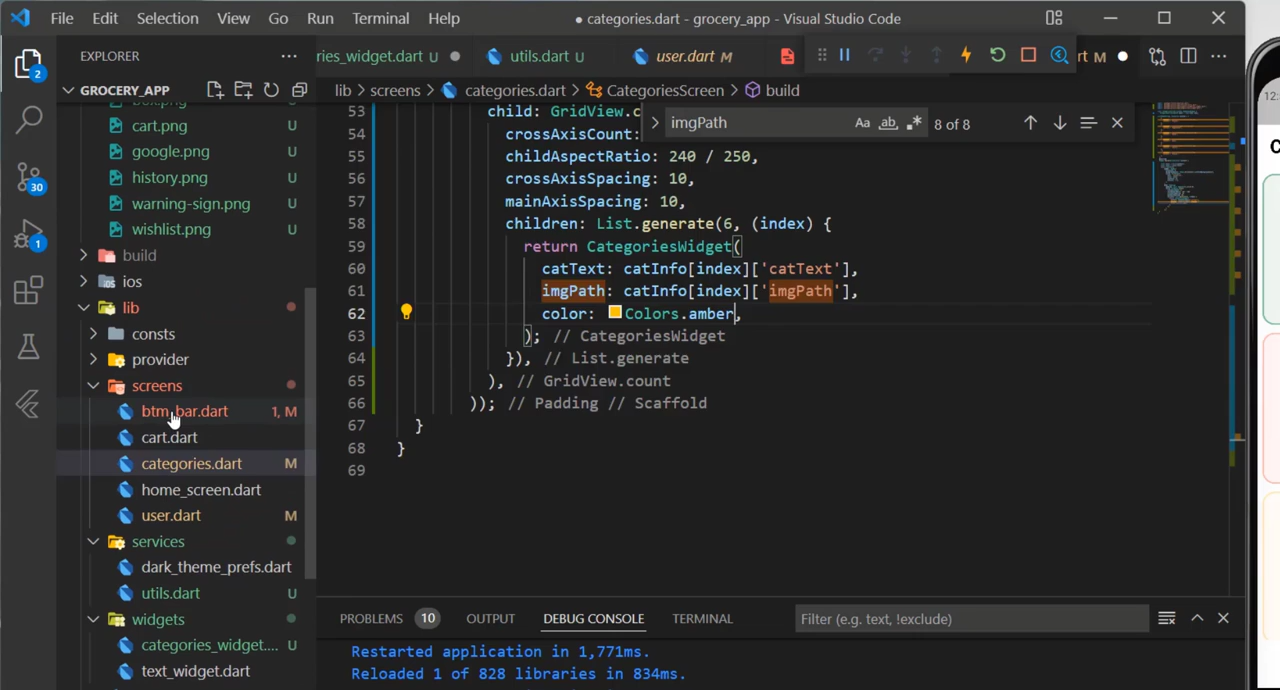 File Edit Selection View Go Run Terminal Help
● categories.dart - grocery_app - Visual Studio Code
EXPLORER
ries_widget.dart U
utils.dart U
user.dart M
rt M
GROCERY_APP
lib > screens > categories.dart > CategoriesScreen > build
imgPath
Aa ab .* 8 of 8
cart.png U
google.png U
history.png U
warning-sign.png U
wishlist.png U
build
ios
lib
consts
provider
screens
btm_bar.dart 1, M
cart.dart
categories.dart M
home_screen.dart
user.dart M
services
dark_theme_prefs.dart
utils.dart U
widgets
categories_widget.... U
text_widget.dart
2
30
1
53 child: GridView.c
54 crossAxisCount:
55 childAspectRatio: 240 / 250,
56 crossAxisSpacing: 10,
57 mainAxisSpacing: 10,
58 children: List.generate(6, (index) {
59 return CategoriesWidget(
60 catText: catInfo[index]['catText'],
61 imgPath: catInfo[index]['imgPath'],
62 color: Colors.amber,
63 ); // CategoriesWidget
64 }), // List.generate
65 ), // GridView.count
66 )); // Padding // Scaffold
67 }
68 }
69
PROBLEMS 10 OUTPUT DEBUG CONSOLE TERMINAL
Filter (e.g. text, !exclude)
Restarted application in 1,771ms.
Reloaded 1 of 828 libraries in 834ms.
12:
C